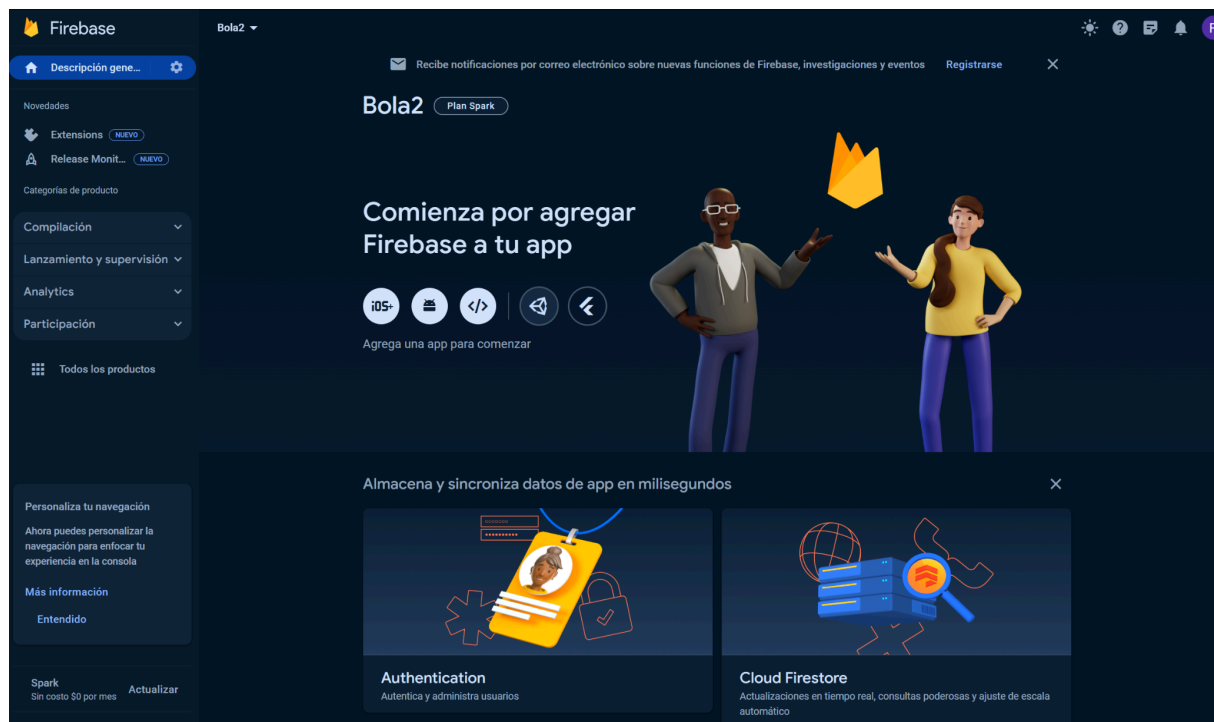 Firebase
Bola2
Descripción gene...
Recibe notificaciones por correo electrónico sobre nuevas funciones de Firebase, investigaciones y eventos
Registrarse
Novedades
Extensions
NUEVO
Release Monit...
NUEVO
Categorías de producto
Compilación
Lanzamiento y supervisión
Analytics
Participación
Todos los productos
Bola2
Plan Spark
Comienza por agregar
Firebase a tu app
iOS+
</>
Agrega una app para comenzar
Personaliza tu navegación
Ahora puedes personalizar la
navegación para enfocar tu
experiencia en la consola
Más información
Entendido
Spark
Sin costo $0 por mes
Actualizar
Almacena y sincroniza datos de app en milisegundos
Authentication
Autentica y administra usuarios
Cloud Firestore
Actualizaciones en tiempo real, consultas poderosas y ajuste de escala
automático